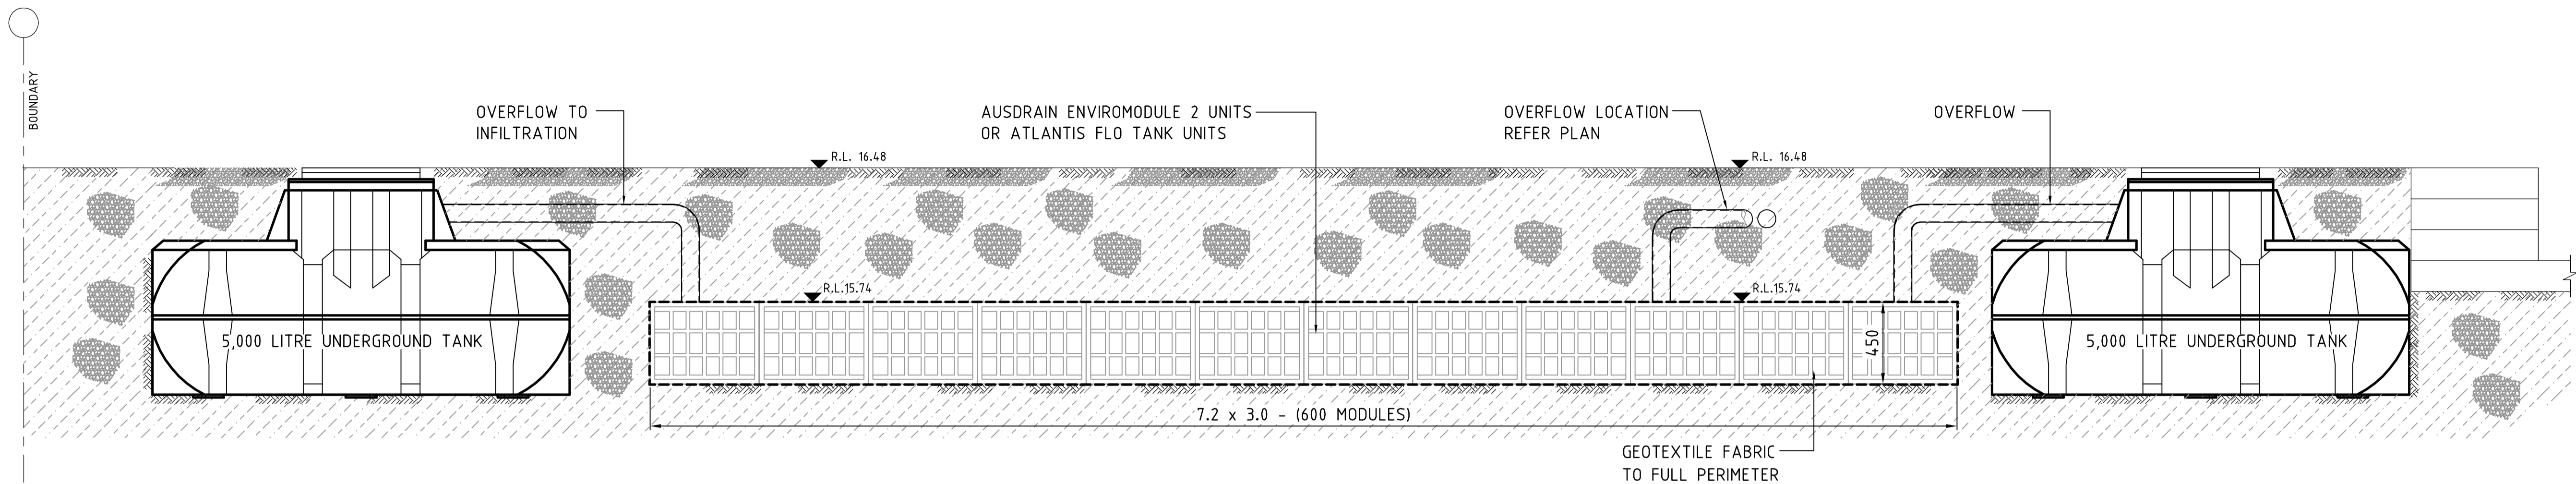 BOUNDARY
OVERFLOW TO
INFILTRATION
AUSDRAIN ENVIROMODULE 2 UNITS
OR ATLANTIS FLO TANK UNITS
OVERFLOW LOCATION
REFER PLAN
OVERFLOW
R.L. 16.48
R.L. 16.48
R.L.15.74
R.L.15.74
5,000 LITRE UNDERGROUND TANK
450
5,000 LITRE UNDERGROUND TANK
7.2 x 3.0 - (600 MODULES)
GEOTEXTILE FABRIC
TO FULL PERIMETER